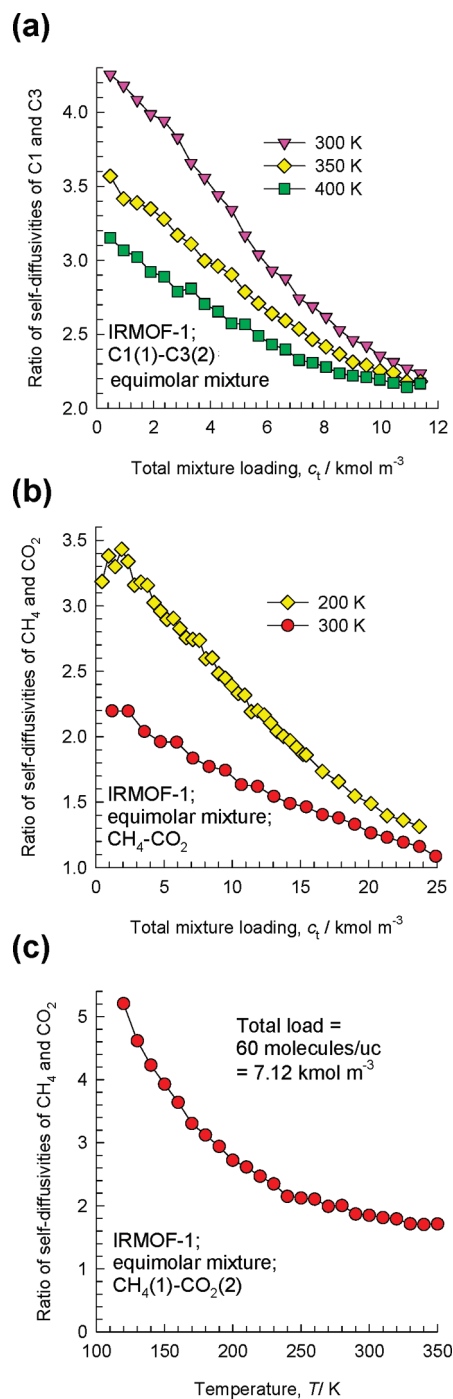 (a)
Ratio of self-diffusivities of C1 and C3
4.0
3.5
3.0
2.5
2.0
300 K
350 K
400 K
IRMOF-1;
C1(1)-C3(2)
equimolar mixture
0 2 4 6 8 10 12
Total mixture loading, cₜ / kmol m⁻³
(b)
Ratio of self-diffusivities of CH₄ and CO₂
3.5
3.0
2.5
2.0
1.5
1.0
200 K
300 K
IRMOF-1;
equimolar mixture;
CH₄-CO₂
0 5 10 15 20 25
Total mixture loading, cₜ / kmol m⁻³
(c)
Ratio of self-diffusivities of CH₄ and CO₂
5
4
3
2
1
0
Total load =
60 molecules/uc
= 7.12 kmol m⁻³
IRMOF-1;
equimolar mixture;
CH₄(1)-CO₂(2)
100 150 200 250 300 350
Temperature, T/ K